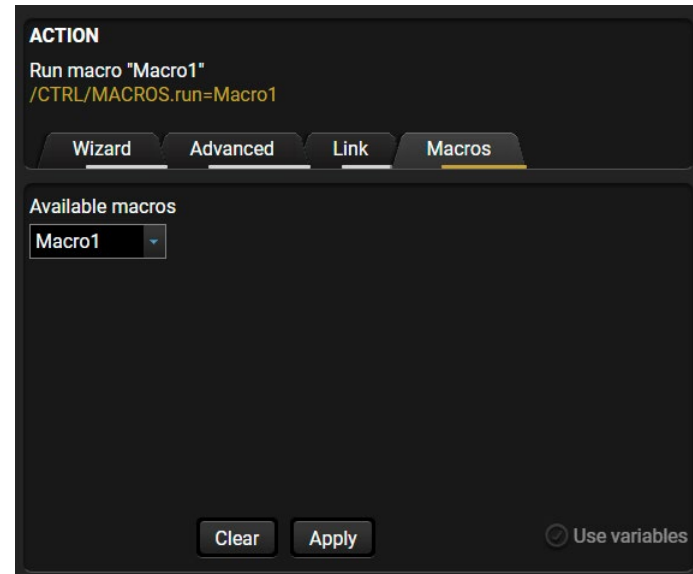 ACTION
Run macro "Macro1"
/CTRL/MACROS.run=Macro1
Wizard Advanced Link Macros
Available macros
Macro1
Clear Apply Use variables